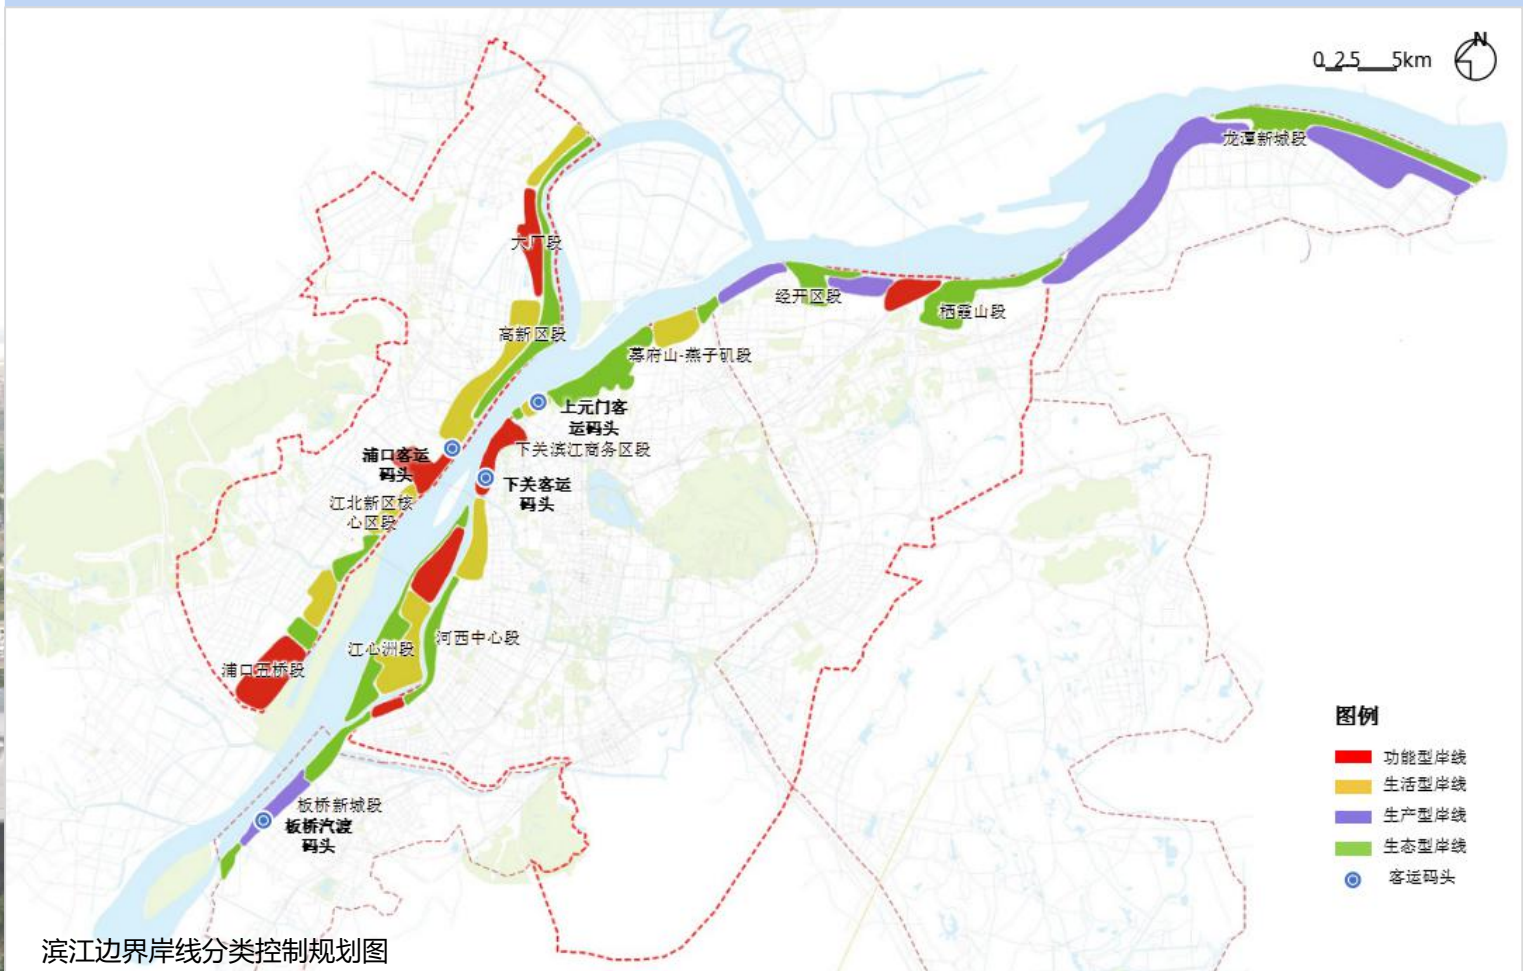 N
0 2.5 5km
龙潭新城段
大厂段
经开区段
栖霞山段
高新区段
幕府山-燕子矶段
上元门客
运码头
下关滨江商务区段
浦口客运
码头
下关客运
码头
江北新区核
心区段
河西中心段
江心洲段
浦口五桥段
板桥新城段
板桥汽渡
码头
图例
功能型岸线
生活型岸线
生产型岸线
生态型岸线
客运码头
滨江边界岸线分类控制规划图